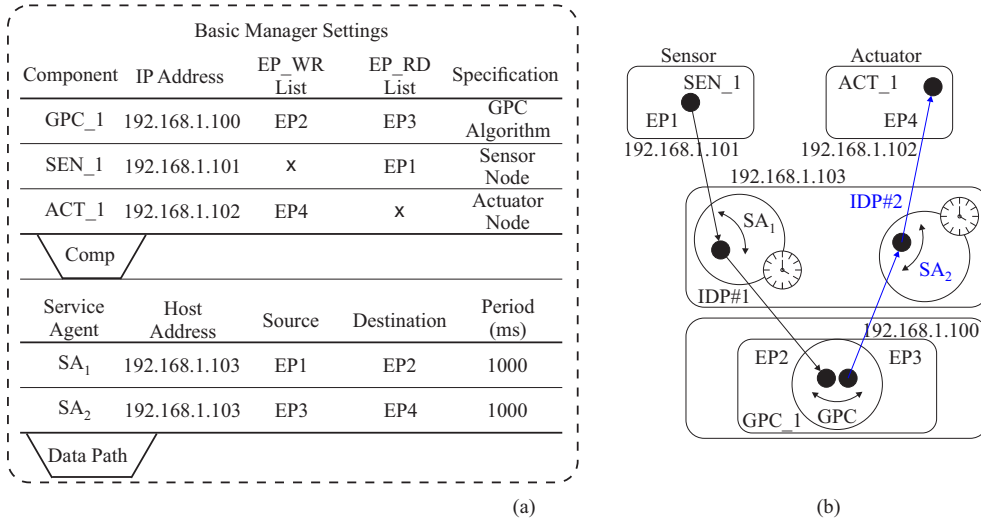 Basic Manager Settings
Component IP Address EP_WR List EP_RD List Specification
GPC_1 192.168.1.100 EP2 EP3 GPC Algorithm
SEN_1 192.168.1.101 x EP1 Sensor Node
ACT_1 192.168.1.102 EP4 x Actuator Node
Comp
Service Agent Host Address Source Destination Period (ms)
SA1 192.168.1.103 EP1 EP2 1000
SA2 192.168.1.103 EP3 EP4 1000
Data Path
(a)
Sensor Actuator
SEN_1 ACT_1
EP1 EP4
192.168.1.101 192.168.1.102
192.168.1.103
IDP#2
SA1
SA2
IDP#1
192.168.1.100
EP2 EP3
GPC
GPC_1
(b)